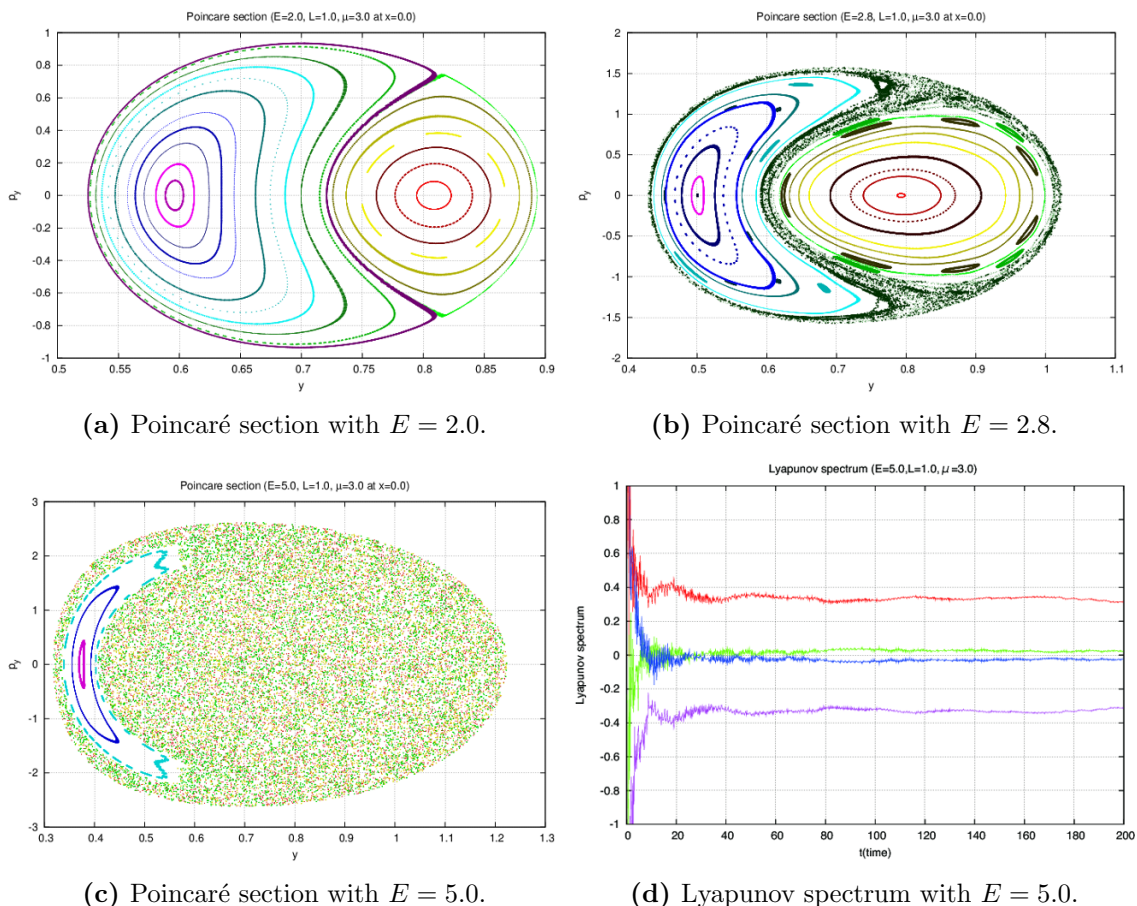 Poincare section (E=2.0, L=1.0, μ=3.0 at x=0.0)
1
0.8
0.6
0.4
0.2
0
-0.2
-0.4
-0.6
-0.8
-1
p_y
0.5 0.55 0.6 0.65 0.7 0.75 0.8 0.85 0.9
y
(a) Poincaré section with E = 2.0.
Poincare section (E=2.8, L=1.0, μ=3.0 at x=0.0)
2
1.5
1
0.5
0
-0.5
-1
-1.5
-2
p_y
0.4 0.5 0.6 0.7 0.8 0.9 1 1.1
y
(b) Poincaré section with E = 2.8.
Poincare section (E=5.0, L=1.0, μ=3.0 at x=0.0)
3
2
1
0
-1
-2
-3
p_y
0.3 0.4 0.5 0.6 0.7 0.8 0.9 1 1.1 1.2 1.3
y
(c) Poincaré section with E = 5.0.
Lyapunov spectrum (E=5.0,L=1.0, μ=3.0)
1
0.8
0.6
0.4
0.2
0
-0.2
-0.4
-0.6
-0.8
-1
Lyapunov spectrum
0 20 40 60 80 100 120 140 160 180 200
t(time)
(d) Lyapunov spectrum with E = 5.0.